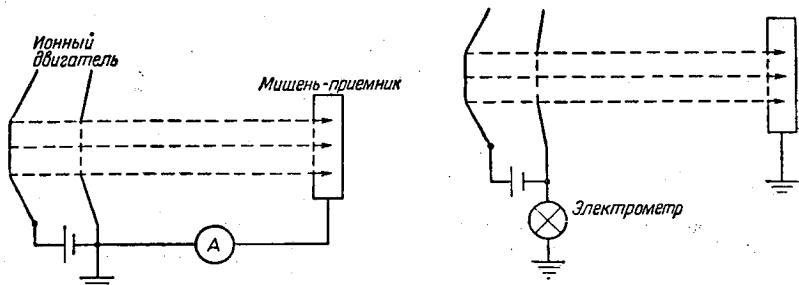 Ионный
двигатель
Мишень-приемник
А
Электрометр